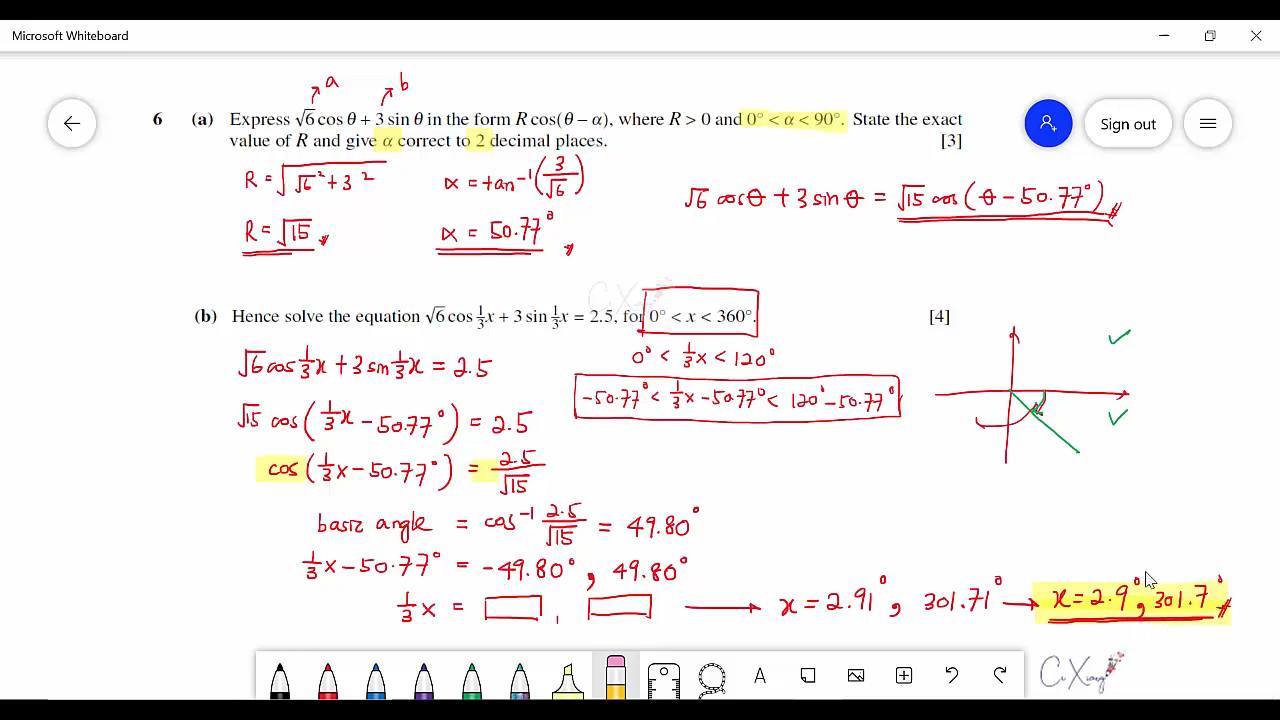 Microsoft Whiteboard
a b
6 (a) Express √6 cos θ + 3 sin θ in the form R cos(θ − α), where R > 0 and 0° < α < 90°. State the exact
value of R and give α correct to 2 decimal places. [3]
Sign out
R = √(√6² + 3²) α = tan⁻¹(3/√6) √6 cosθ + 3 sinθ = √15 cos(θ − 50.77°)
R = √15 α = 50.77°
(b) Hence solve the equation √6 cos ⅓x + 3 sin ⅓x = 2.5, for 0° < x < 360°. [4]
√6 cos ⅓x + 3 sin ⅓x = 2.5 0° < ⅓x < 120°
-50.77° < ⅓x − 50.77° < 120° − 50.77°
√15 cos(⅓x − 50.77°) = 2.5
cos(⅓x − 50.77°) = 2.5/√15
basic angle = cos⁻¹ 2.5/√15 = 49.80°
⅓x − 50.77° = −49.80°, 49.80°
⅓x = , x = 2.91°, 301.71° x = 2.9°, 301.7°
A
CiXiang